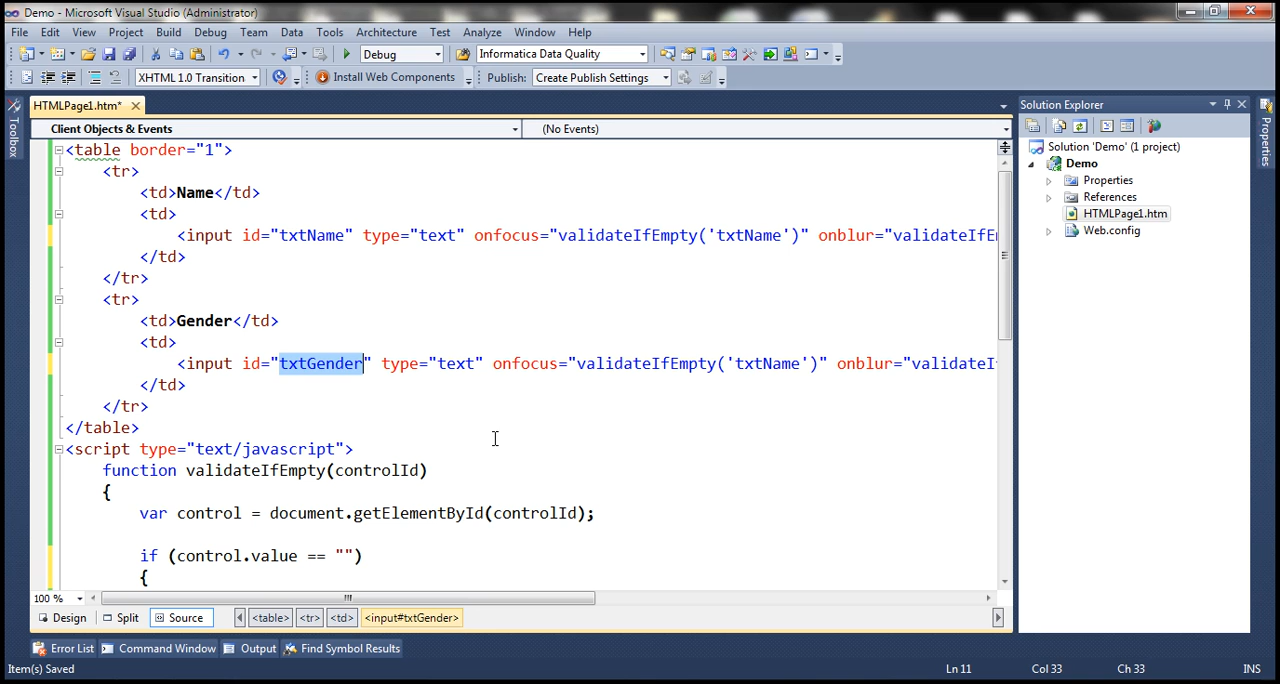 Demo - Microsoft Visual Studio (Administrator)
File Edit View Project Build Debug Team Data Tools Architecture Test Analyze Window Help
Debug Informatica Data Quality
XHTML 1.0 Transition Install Web Components Publish: Create Publish Settings
HTMLPage1.htm*
Client Objects & Events (No Events)
<table border="1">
<tr>
<td>Name</td>
<td>
<input id="txtName" type="text" onfocus="validateIfEmpty('txtName')" onblur="validateIfE
</td>
</tr>
<tr>
<td>Gender</td>
<td>
<input id="txtGender" type="text" onfocus="validateIfEmpty('txtName')" onblur="validateI
</td>
</tr>
</table>
<script type="text/javascript">
function validateIfEmpty(controlId)
{
var control = document.getElementById(controlId);
if (control.value == "")
{
100 %
Design Split Source <table> <tr> <td> <input#txtGender>
Error List Command Window Output Find Symbol Results
Item(s) Saved Ln 11 Col 33 Ch 33 INS
Toolbox
Solution Explorer
Solution 'Demo' (1 project)
Demo
Properties
References
HTMLPage1.htm
Web.config
Properties